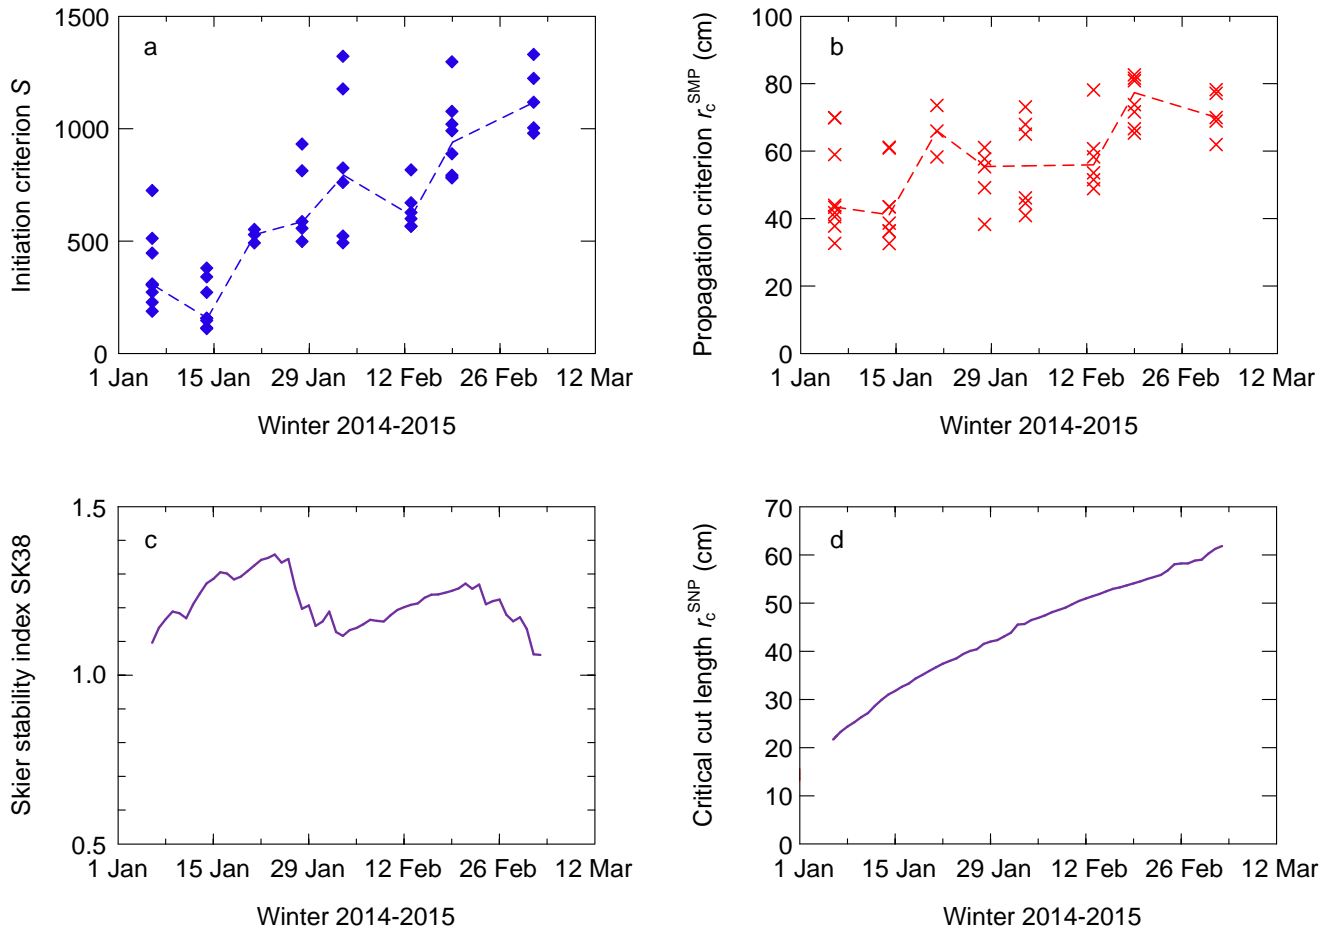 a
Initiation criterion S
1500
1000
500
0
1 Jan 15 Jan 29 Jan 12 Feb 26 Feb 12 Mar
Winter 2014-2015
b
Propagation criterion r_c^SMP (cm)
100
80
60
40
20
0
1 Jan 15 Jan 29 Jan 12 Feb 26 Feb 12 Mar
Winter 2014-2015
c
Skier stability index SK38
1.5
1.0
0.5
1 Jan 15 Jan 29 Jan 12 Feb 26 Feb 12 Mar
Winter 2014-2015
d
Critical cut length r_c^SNP (cm)
70
60
50
40
30
20
10
0
1 Jan 15 Jan 29 Jan 12 Feb 26 Feb 12 Mar
Winter 2014-2015